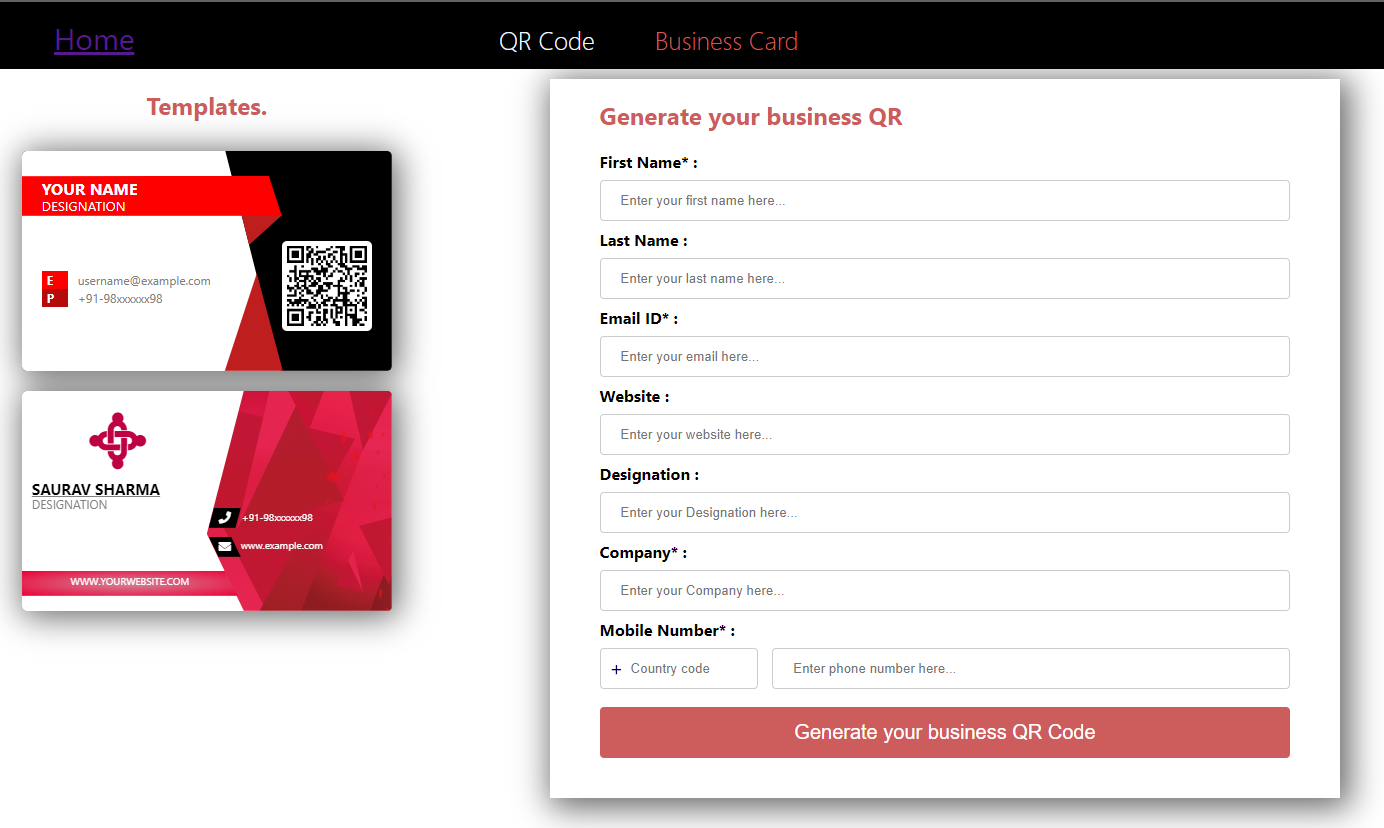 Home
QR Code
Business Card
Templates.
YOUR NAME
DESIGNATION
E username@example.com
P +91-98xxxxxx98
SAURAV SHARMA
DESIGNATION
+91-98xxxxxx98
www.example.com
WWW.YOURWEBSITE.COM
Generate your business QR
First Name* :
Enter your first name here...
Last Name :
Enter your last name here...
Email ID* :
Enter your email here...
Website :
Enter your website here...
Designation :
Enter your Designation here...
Company* :
Enter your Company here...
Mobile Number* :
+ Country code
Enter phone number here...
Generate your business QR Code